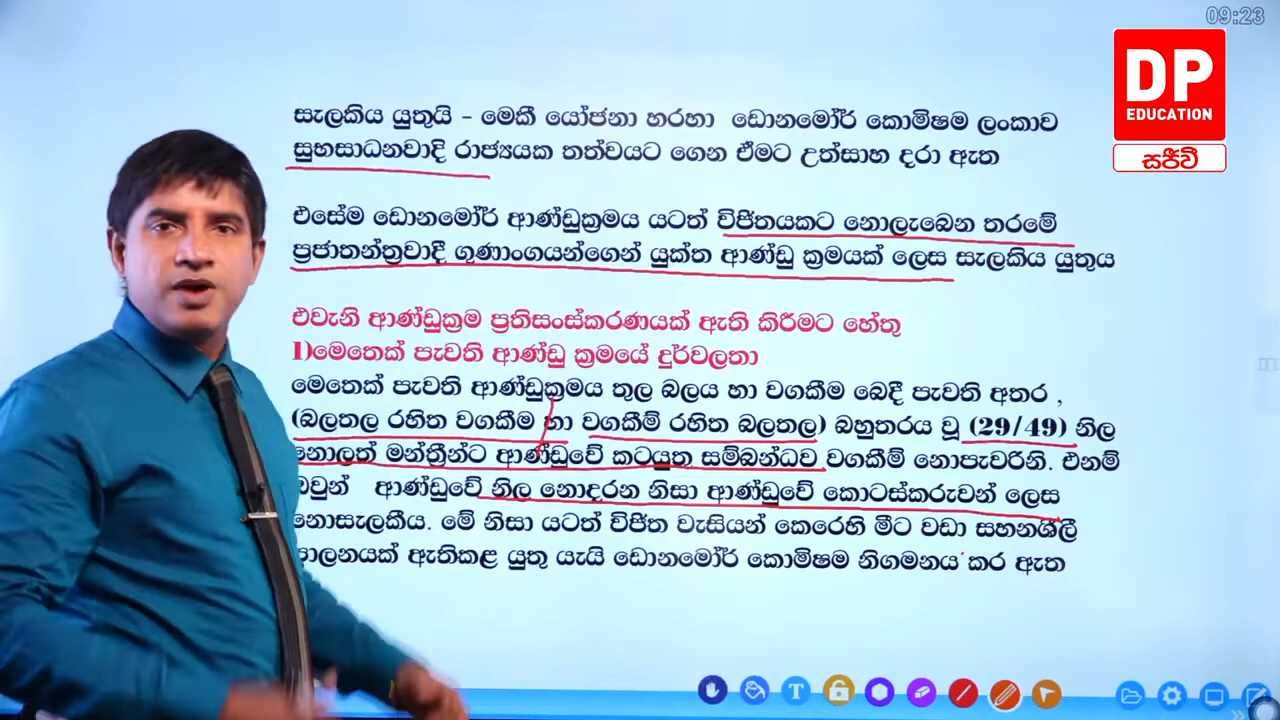 09:23
DP
EDUCATION
සජීවී
සැලකිය යුතුයි - මෙකී යෝජනා හරහා ඩොනමෝර් කොමිෂම ලංකාව
සුභසාධනවාදි රාජ්‍යයක තත්වයට ගෙන ඒමට උත්සාහ දරා ඇත
එසේම ඩොනමෝර් ආණ්ඩුක්‍රමය යටත් විජිතයකට නොලැබෙන තරමේ
ප්‍රජාතන්ත්‍රවාදී ගුණාංගයන්ගෙන් යුක්ත ආණ්ඩු ක්‍රමයක් ලෙස සැලකිය යුතුය
එවැනි ආණ්ඩුක්‍රම ප්‍රතිසංස්කරණයක් ඇති කිරීමට හේතු
1)මෙතෙක් පැවති ආණ්ඩු ක්‍රමයේ දුර්වලතා
මෙතෙක් පැවති ආණ්ඩුක්‍රමය තුල බලය හා වගකීම බෙදී පැවති අතර ,
(බලතල රහිත වගකීම හා වගකීම් රහිත බලතල) බහුතරය වූ (29/49) නිල
නොලත් මන්ත්‍රීන්ට ආණ්ඩුවේ කටයුතු සම්බන්ධව වගකීම් නොපැවරිනි. එනම්
ඔවුන් ආණ්ඩුවේ නිල නොදරන නිසා ආණ්ඩුවේ කොටස්කරුවන් ලෙස
නොසැලකීය. මේ නිසා යටත් විජිත වැසියන් කෙරෙහි මීට වඩා සහනශීලී
පාලනයක් ඇතිකළ යුතු යැයි ඩොනමෝර් කොමිෂම නිගමනය කර ඇත